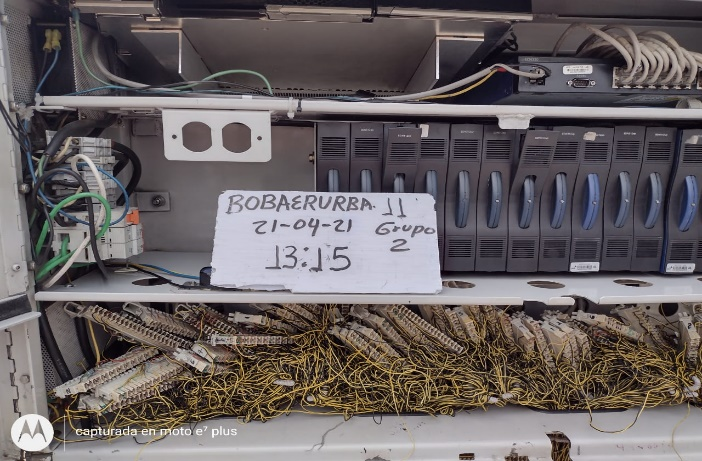 BOBAERURBA 11
21-04-21 Grupo
13:15 2
capturada en moto e⁷ plus